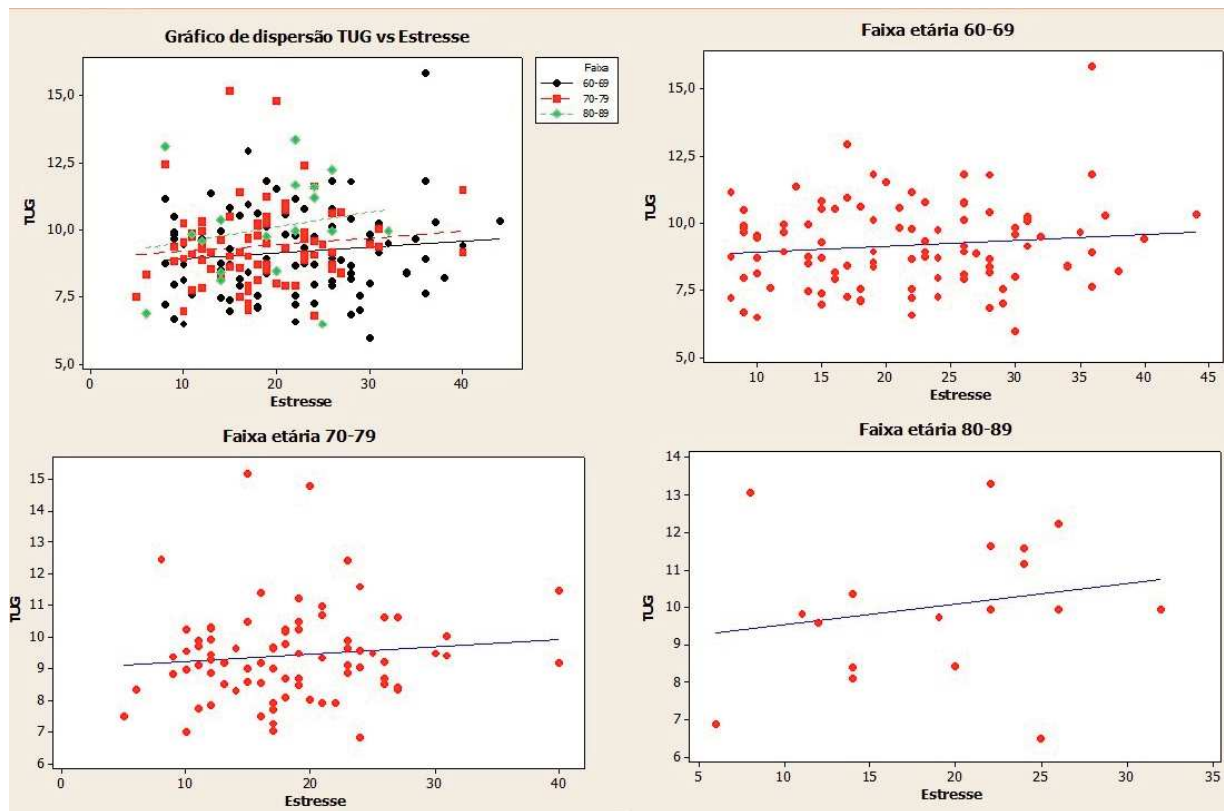 Gráfico de dispersão TUG vs Estresse
Faixa
60-69
70-79
80-89
15,0
12,5
10,0
7,5
5,0
TUG
0 10 20 30 40
Estresse
Faixa etária 60-69
15,0
12,5
10,0
7,5
5,0
TUG
10 15 20 25 30 35 40 45
Estresse
Faixa etária 70-79
15
14
13
12
11
10
9
8
7
6
TUG
0 10 20 30 40
Estresse
Faixa etária 80-89
14
13
12
11
10
9
8
7
6
TUG
5 10 15 20 25 30 35
Estresse